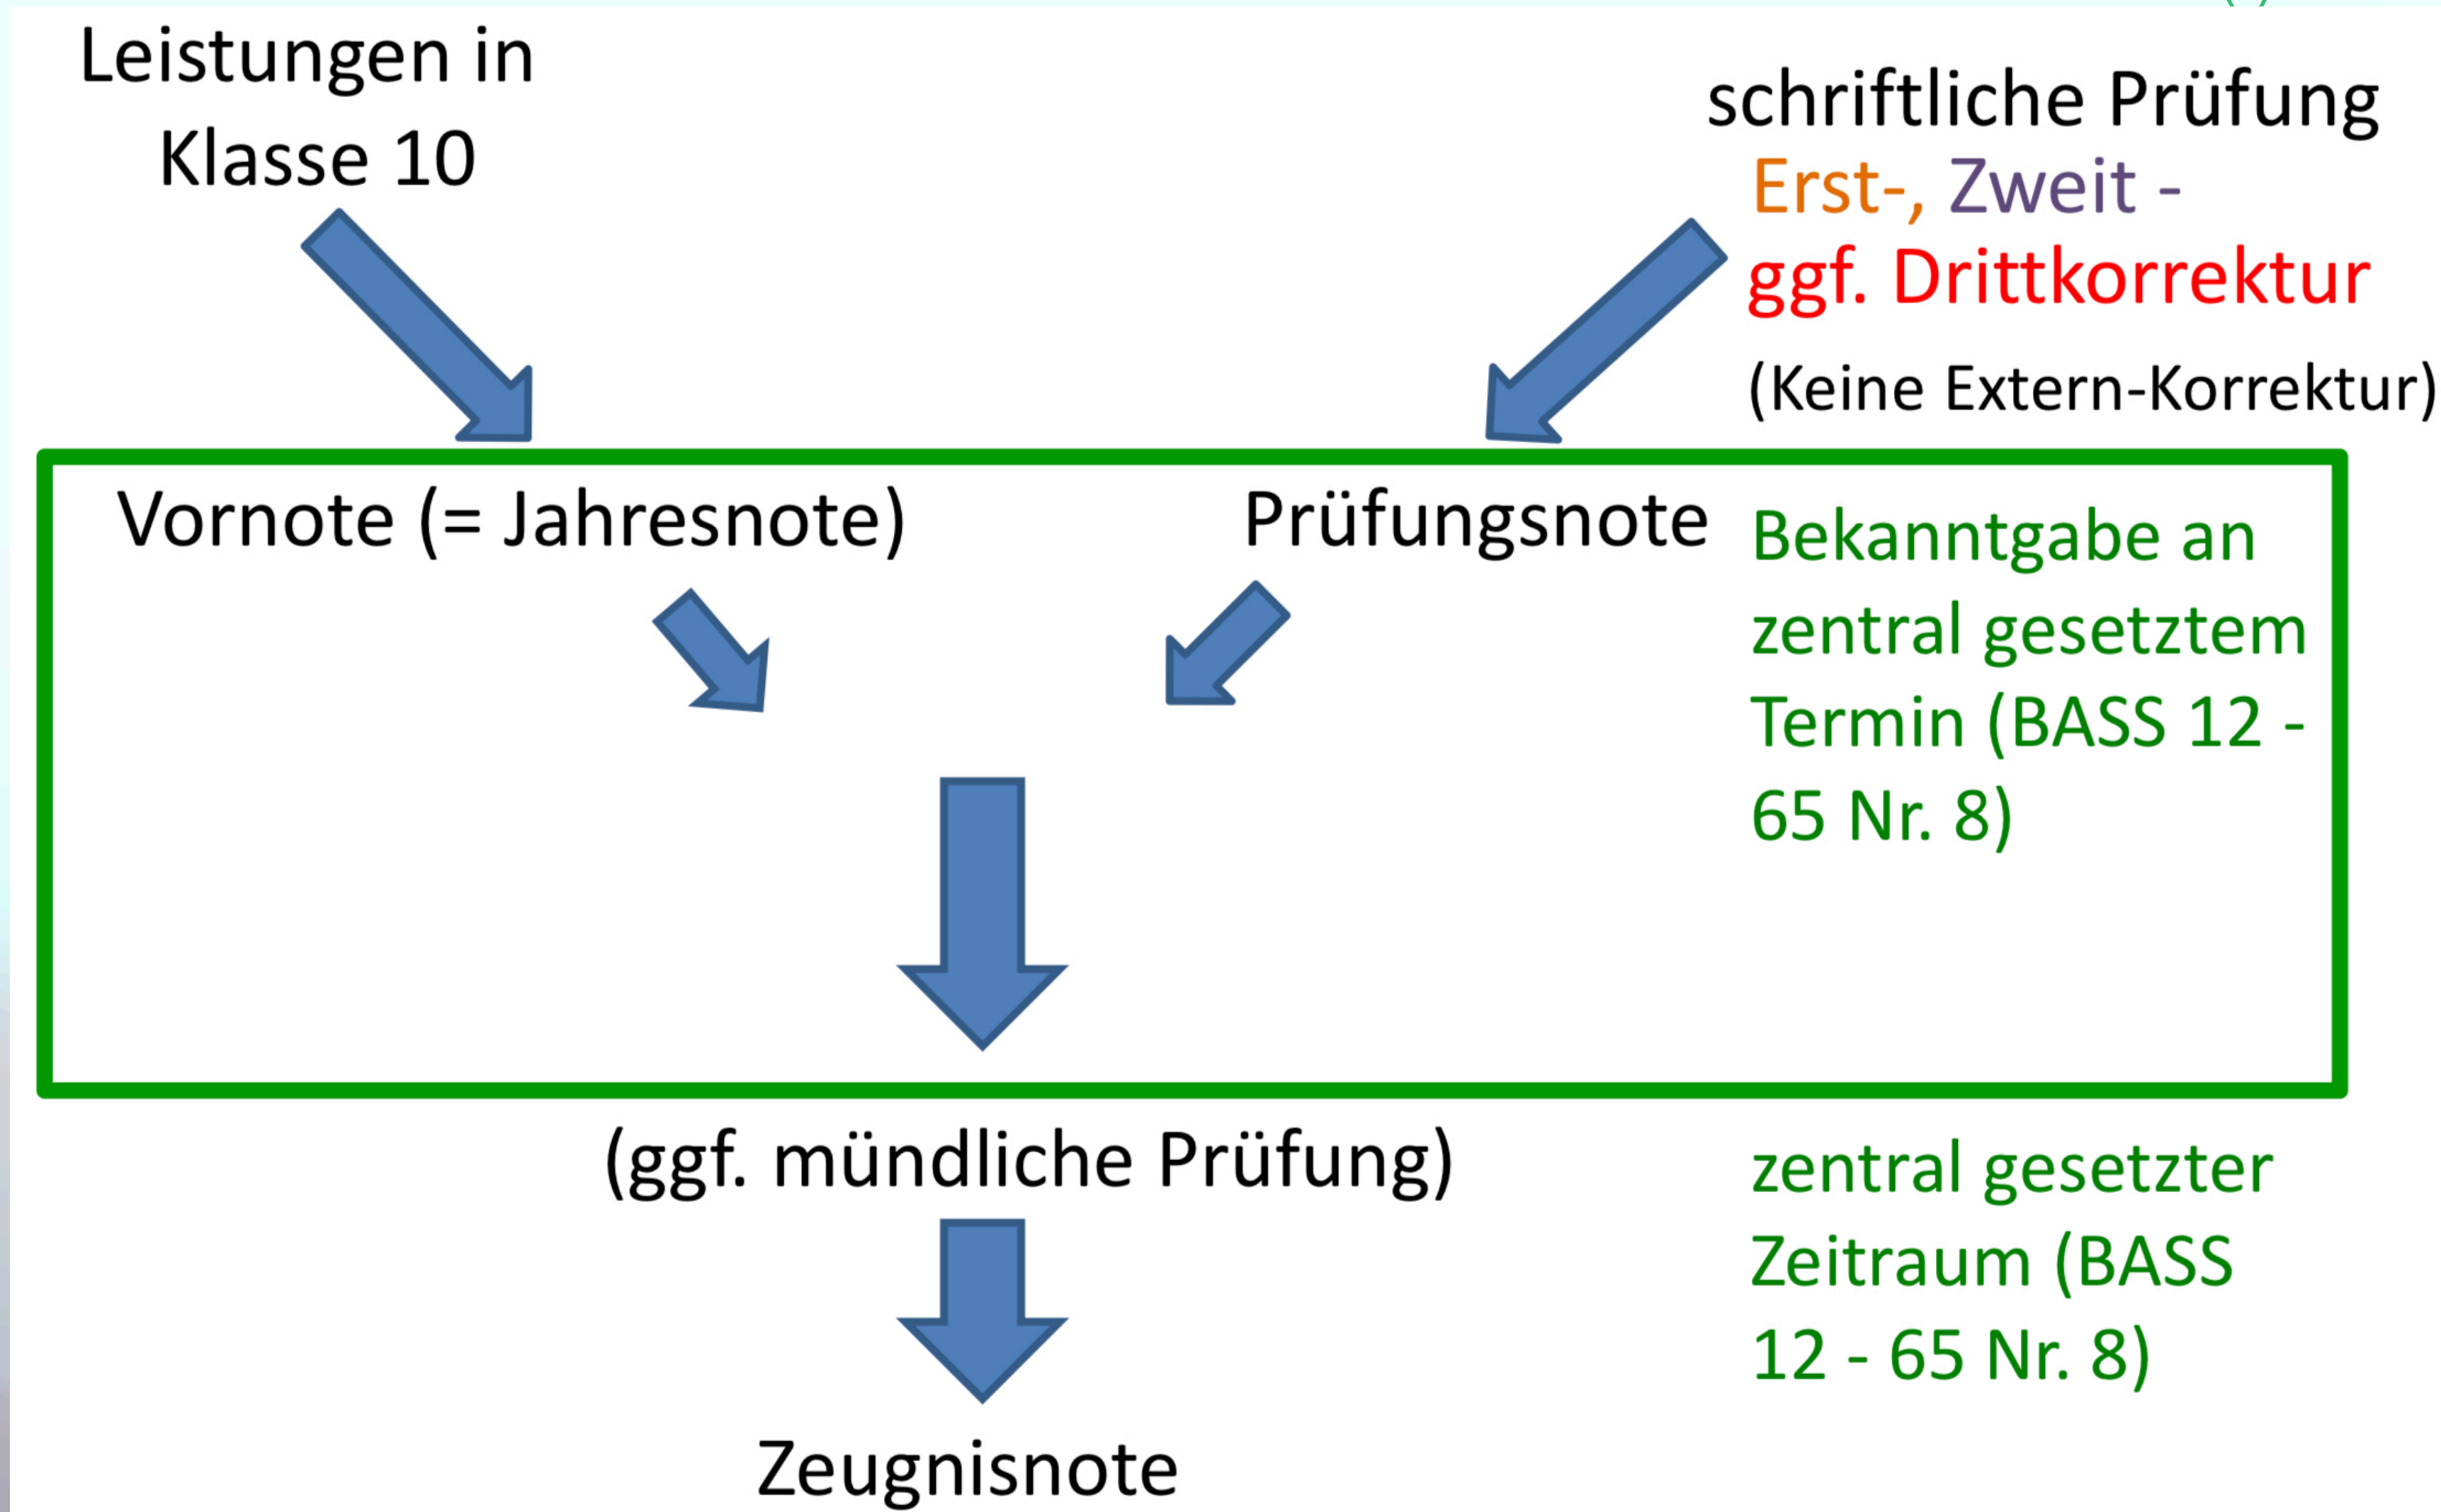 Leistungen in
Klasse 10
schriftliche Prüfung
Erst-, Zweit -
ggf. Drittkorrektur
(Keine Extern-Korrektur)
Vornote (= Jahresnote)
Prüfungsnote
Bekanntgabe an
zentral gesetztem
Termin (BASS 12 -
65 Nr. 8)
(ggf. mündliche Prüfung)
zentral gesetzter
Zeitraum (BASS
12 - 65 Nr. 8)
Zeugnisnote